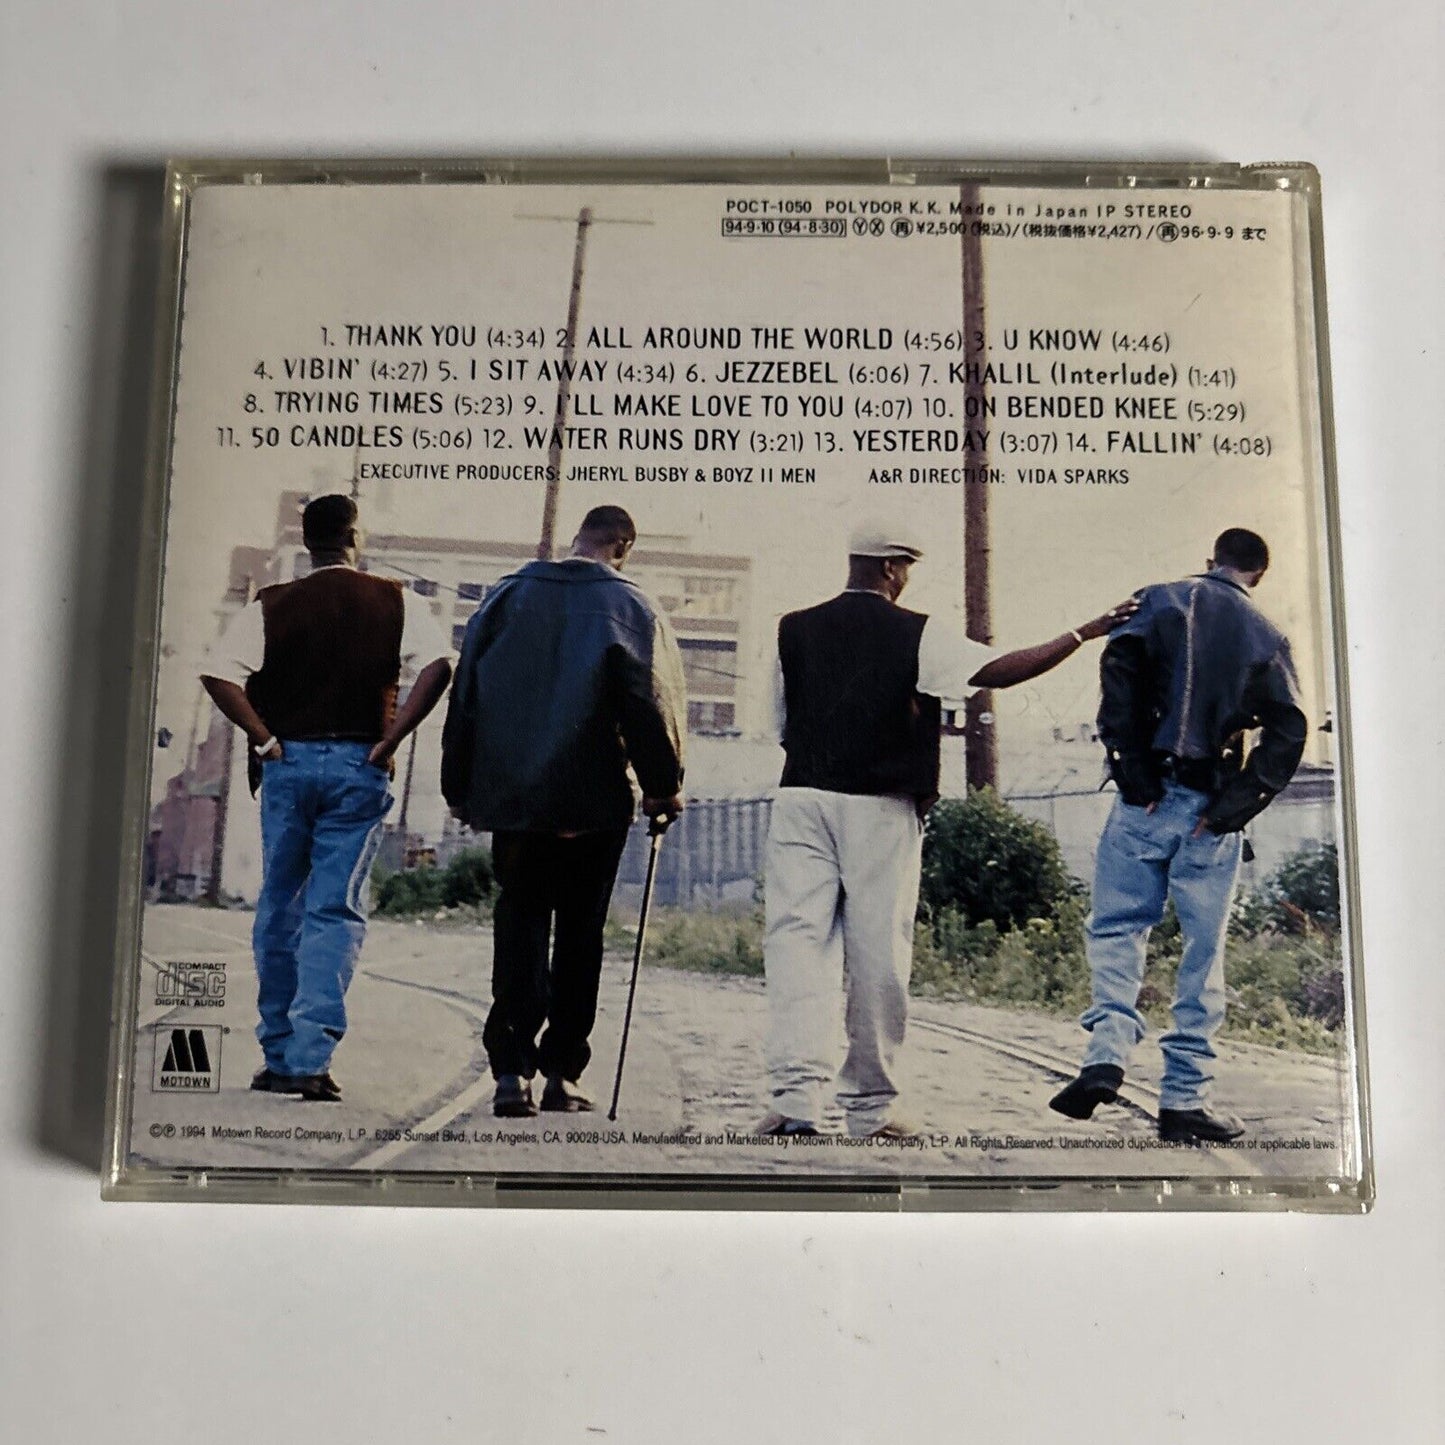 POCT-1050 POLYDOR K.K. Made in Japan IP STEREO
94·9·10 (94·8·30) ⓎⓍ ㊢¥2,500 (税込)/(税抜価格¥2,427) / 再96·9·9 まで
1. THANK YOU (4:34) 2. ALL AROUND THE WORLD (4:56) 3. U KNOW (4:46)
4. VIBIN' (4:27) 5. I SIT AWAY (4:34) 6. JEZZEBEL (6:06) 7. KHALIL (Interlude) (1:41)
8. TRYING TIMES (5:23) 9. I'LL MAKE LOVE TO YOU (4:07) 10. ON BENDED KNEE (5:29)
11. 50 CANDLES (5:06) 12. WATER RUNS DRY (3:21) 13. YESTERDAY (3:07) 14. FALLIN' (4:08)
EXECUTIVE PRODUCERS: JHERYL BUSBY & BOYZ II MEN A&R DIRECTION: VIDA SPARKS
COMPACT
disc
DIGITAL AUDIO
M®
MOTOWN
©℗ 1994 Motown Record Company, L.P., 6255 Sunset Blvd., Los Angeles, CA. 90028-USA. Manufactured and Marketed by Motown Record Company, L.P. All Rights Reserved. Unauthorized duplication is a violation of applicable laws.